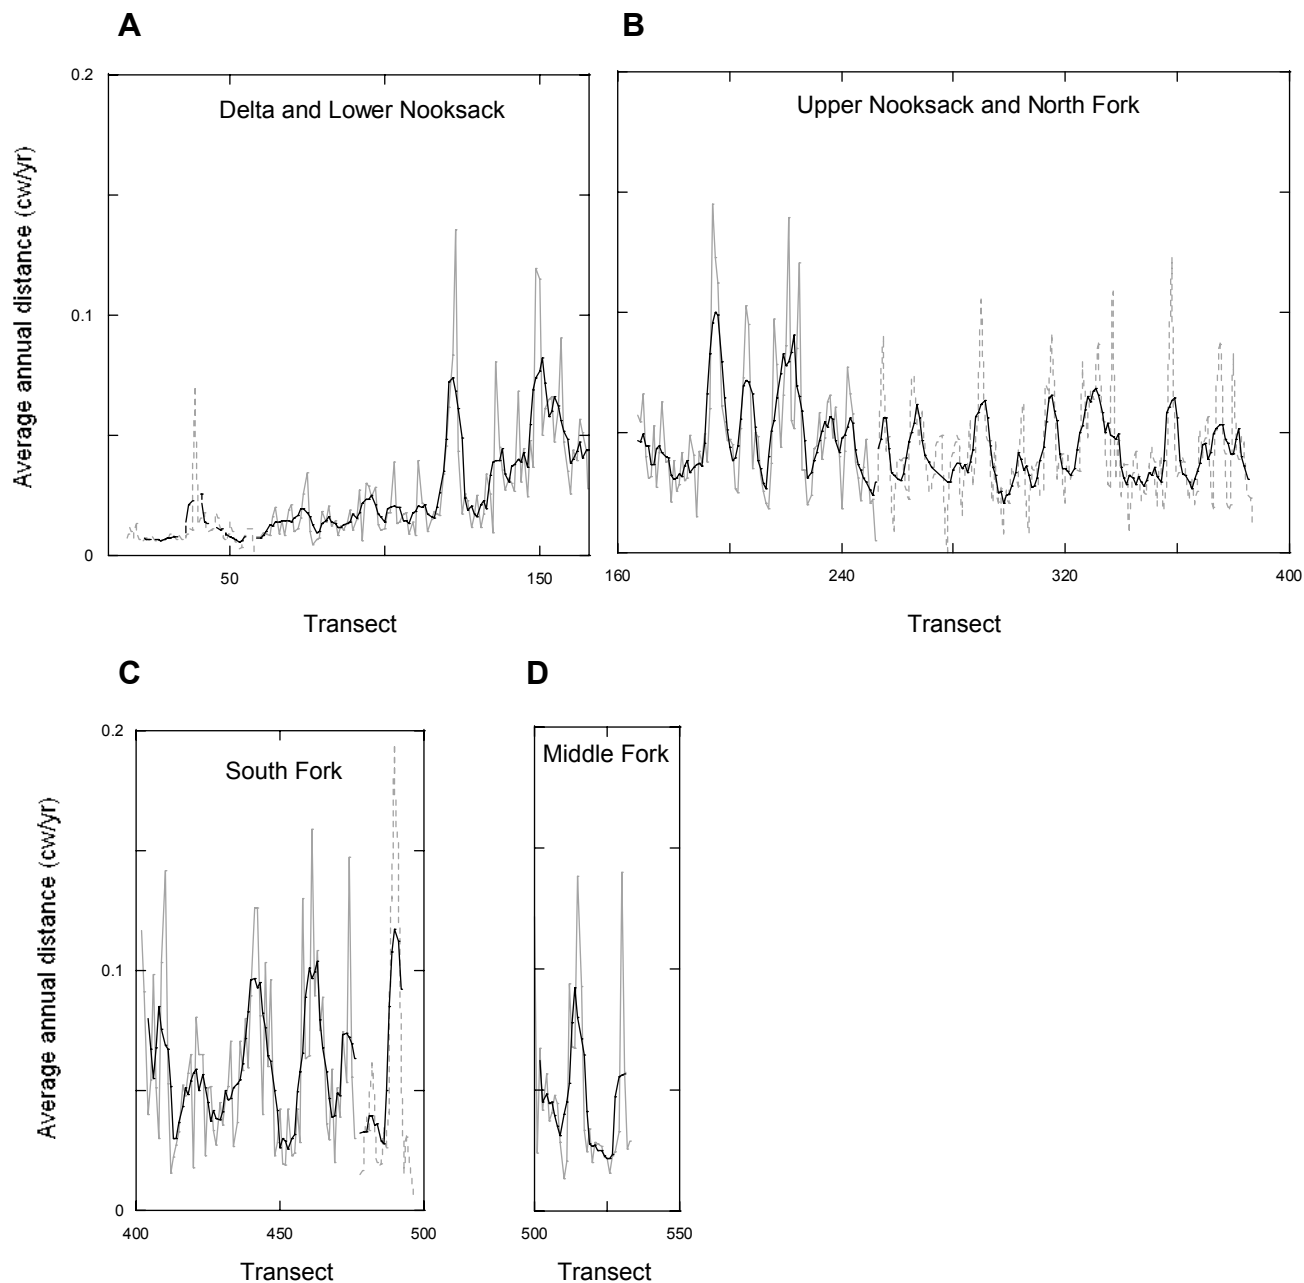 A
B
0.2
Delta and Lower Nooksack
Upper Nooksack and North Fork
Average annual distance (cw/yr)
0.1
0
50
150
160
240
320
400
Transect
Transect
C
D
0.2
South Fork
Middle Fork
Average annual distance (cw/yr)
0.1
0
400
450
500
500
550
Transect
Transect